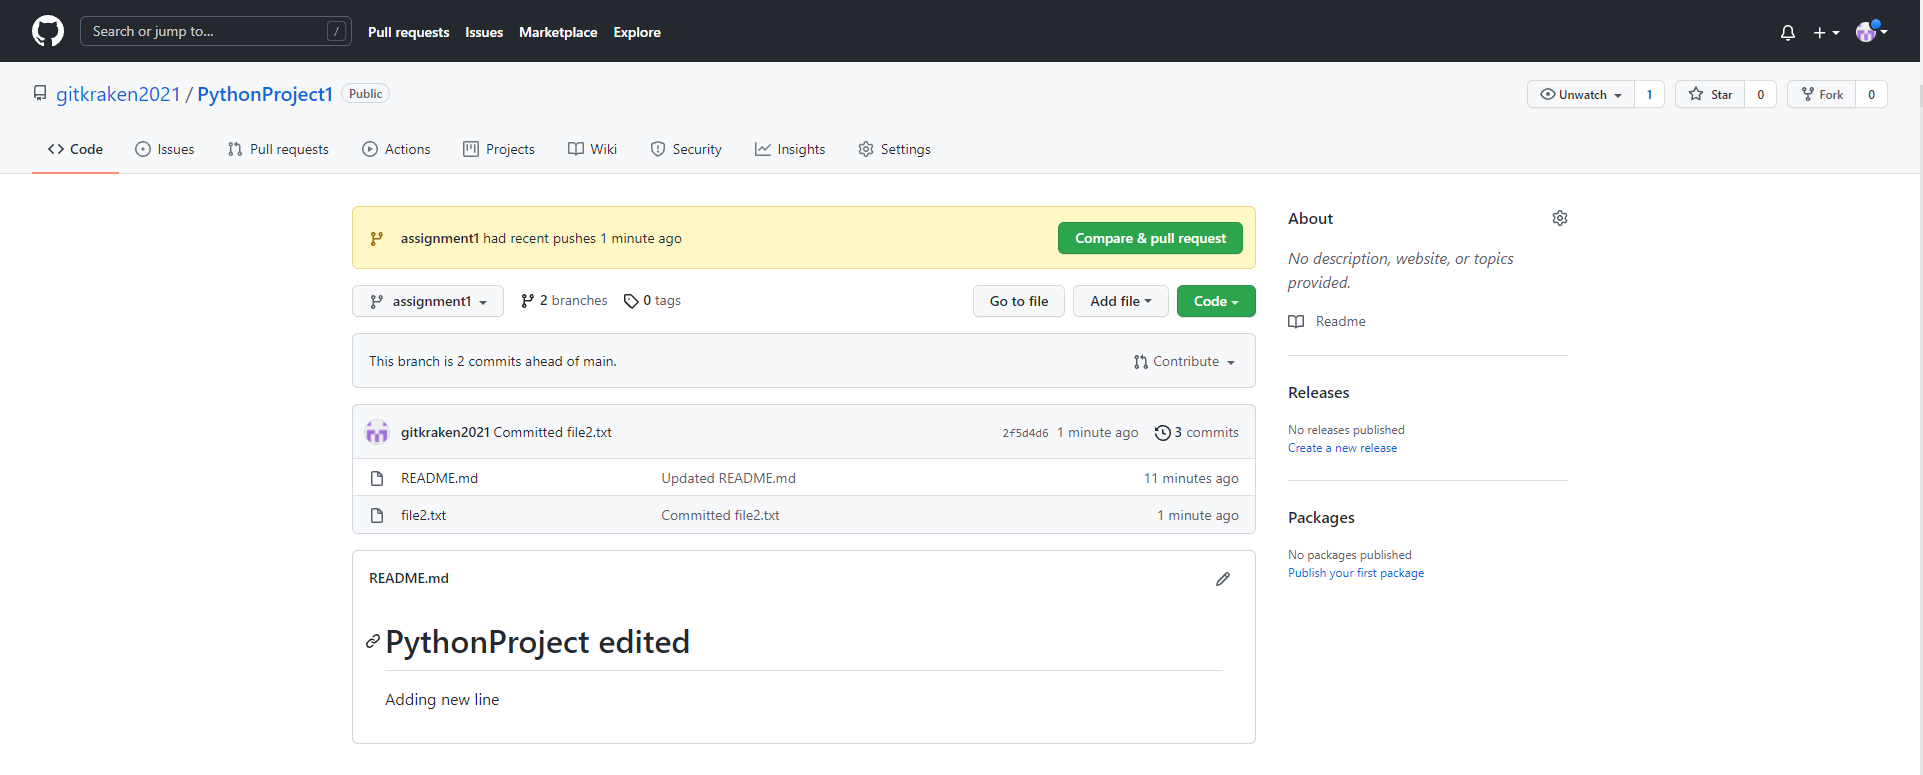 Search or jump to... / Pull requests Issues Marketplace Explore
gitkraken2021 / PythonProject1 Public Unwatch 1 Star 0 Fork 0
Code Issues Pull requests Actions Projects Wiki Security Insights Settings
assignment1 had recent pushes 1 minute ago Compare & pull request
assignment1 2 branches 0 tags Go to file Add file Code
This branch is 2 commits ahead of main. Contribute
gitkraken2021 Committed file2.txt 2f5d4d6 1 minute ago 3 commits
README.md Updated README.md 11 minutes ago
file2.txt Committed file2.txt 1 minute ago
README.md
PythonProject edited
Adding new line
About
No description, website, or topics
provided.
Readme
Releases
No releases published
Create a new release
Packages
No packages published
Publish your first package